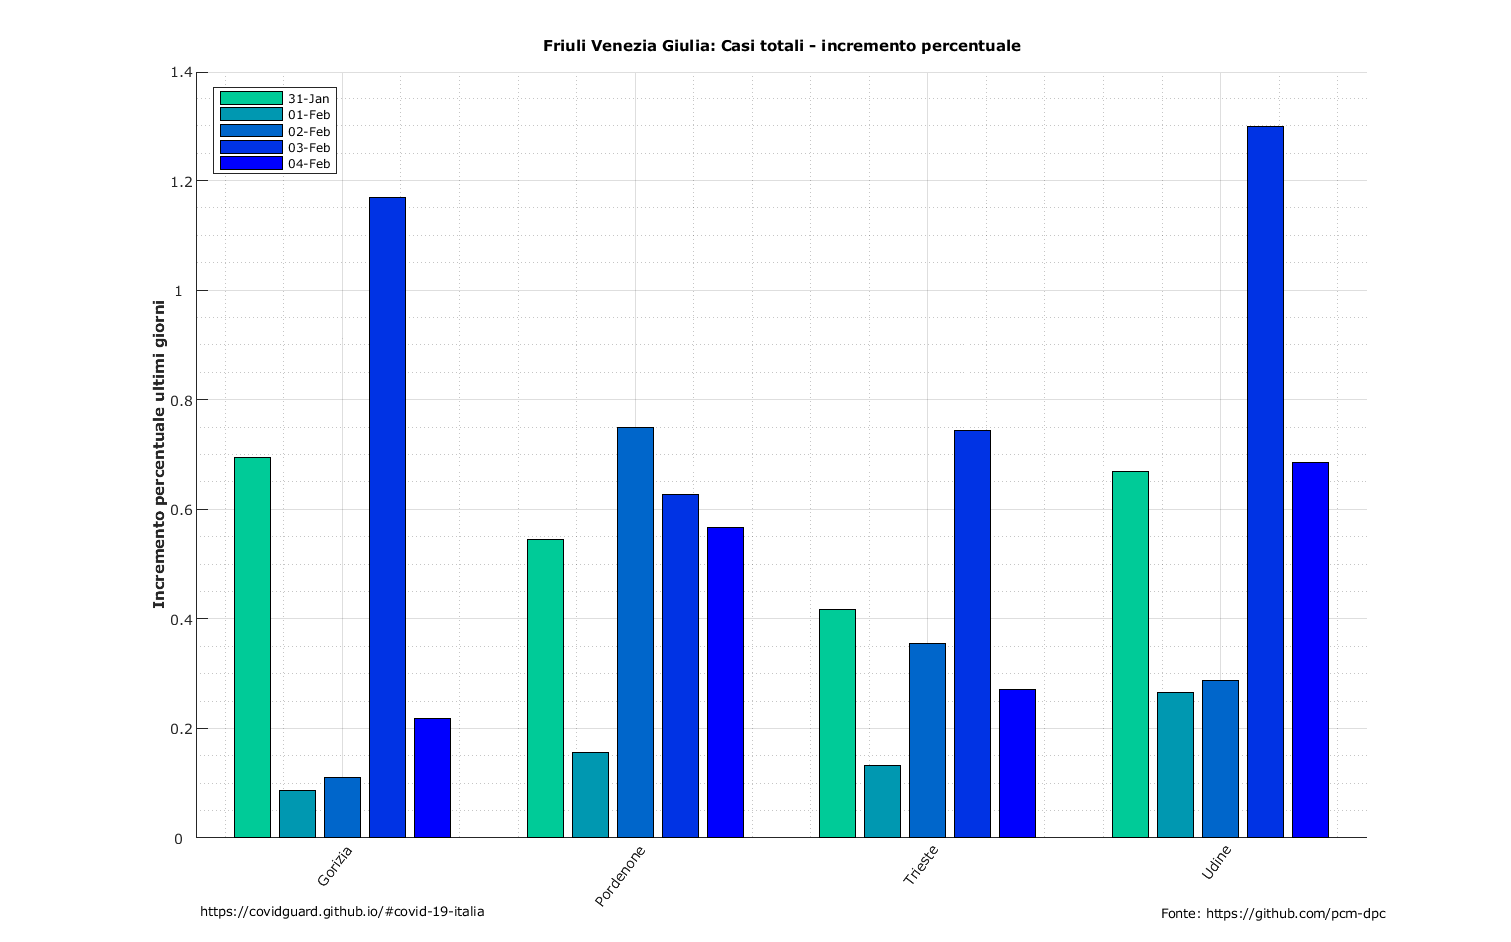 Friuli Venezia Giulia: Casi totali - incremento percentuale
1.4
1.2
1
0.8
0.6
0.4
0.2
0
Incremento percentuale ultimi giorni
31-Jan
01-Feb
02-Feb
03-Feb
04-Feb
Gorizia
Pordenone
Trieste
Udine
https://covidguard.github.io/#covid-19-italia
Fonte: https://github.com/pcm-dpc